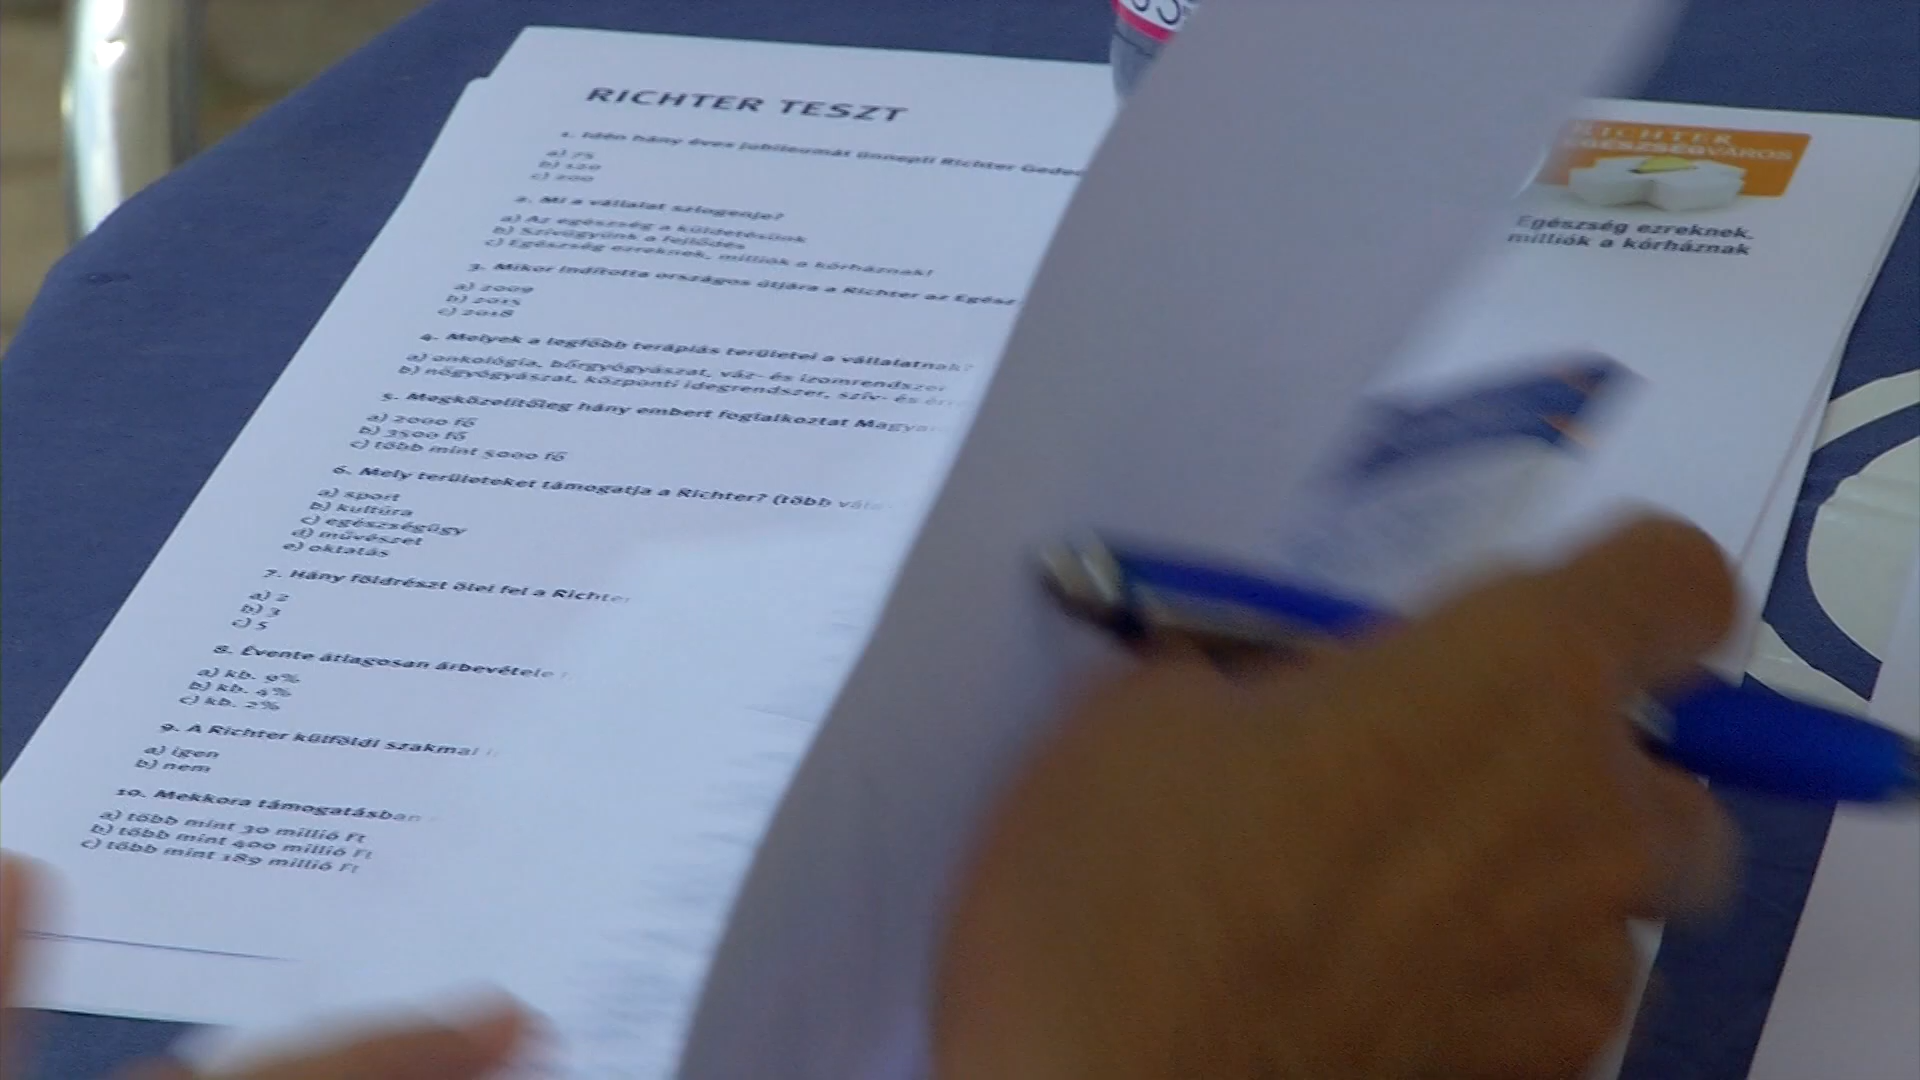 RICHTER TESZT
1. Idén hány éves jubileumát ünnepli Richter
a) 75
b) 120
c) 200
2. Mi a vállalat szlogenje?
a) Az egészség a küldetésünk
b) Szívügyünk a fejlődés
c) Egészség ezreknek, milliók a kórháznak!
3. Mikor indította országos útjára a Richter az Egész
a) 2009
b) 2015
c) 2018
4. Melyek a legfőbb terápiás területei a vállalatnak?
a) onkológia, bőrgyógyászat, váz- és izomrendszer
b) nőgyógyászat, központi idegrendszer, szív- és
5. Megközelítőleg hány embert foglalkoztat
a) 2000 fő
b) 3500 fő
c) több mint 5000 fő
6. Mely területeket támogatja a Richter? (több
a) sport
b) kultúra
c) egészségügy
d) művészet
e) oktatás
7. Hány földrészt ölel fel a Richter
a) 2
b) 3
c) 5
8. Évente átlagosan árbevétele
a) kb. 9%
b) kb. 4%
c) kb. 2%
9. A Richter külföldi szakmai
a) igen
b) nem
10. Mekkora támogatásban
a) több mint 30 millió Ft
b) több mint 400 millió Ft
c) több mint 189 millió Ft
RICHTER
EGÉSZSÉGVÁROS
Egészség ezreknek,
milliók a kórháznak